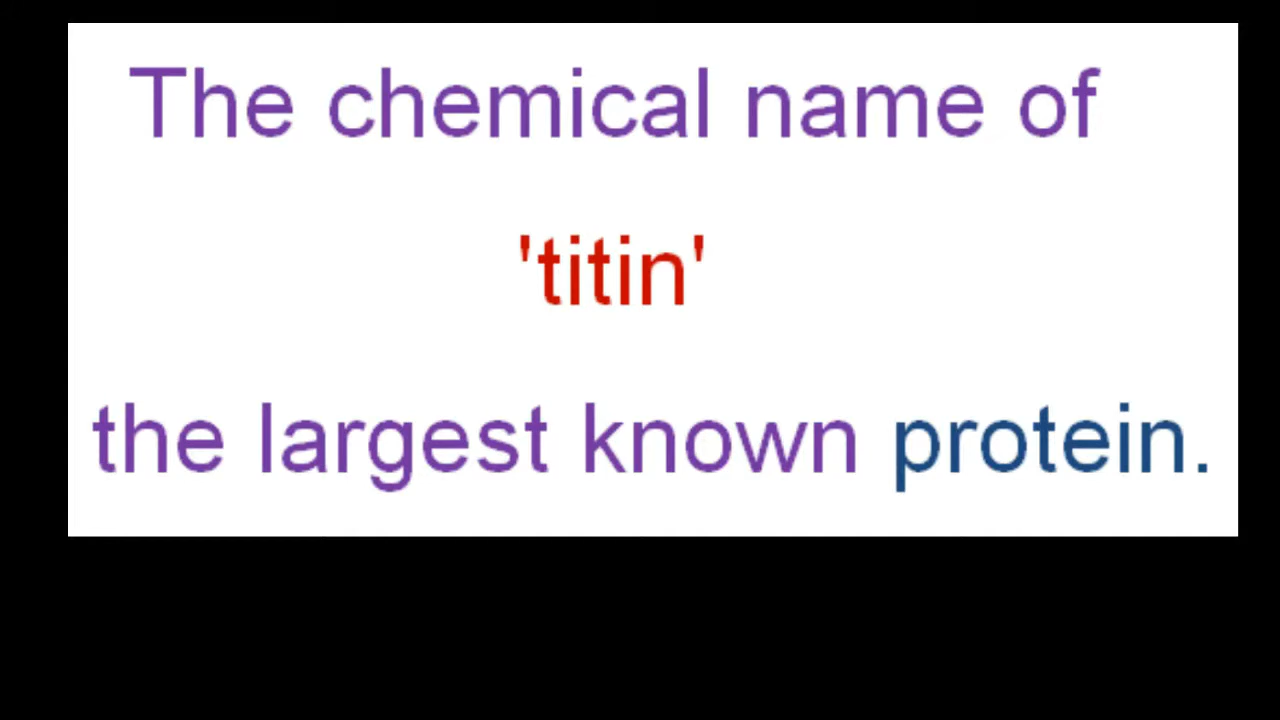 The chemical name of
'titin'
the largest known protein.